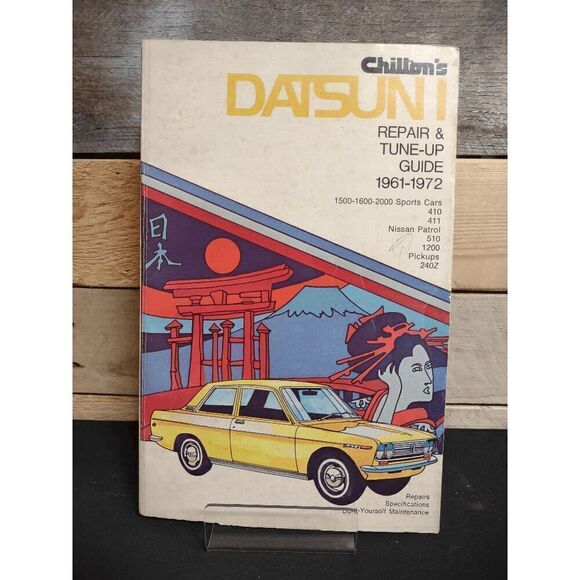 Chilton's
DATSUN 1
REPAIR &
TUNE-UP
GUIDE
1961-1972
1500-1600-2000 Sports Cars
410
411
Nissan Patrol
510
1200
Pickups
240Z
日本
Repairs
Specifications
Do-It-Yourself Maintenance